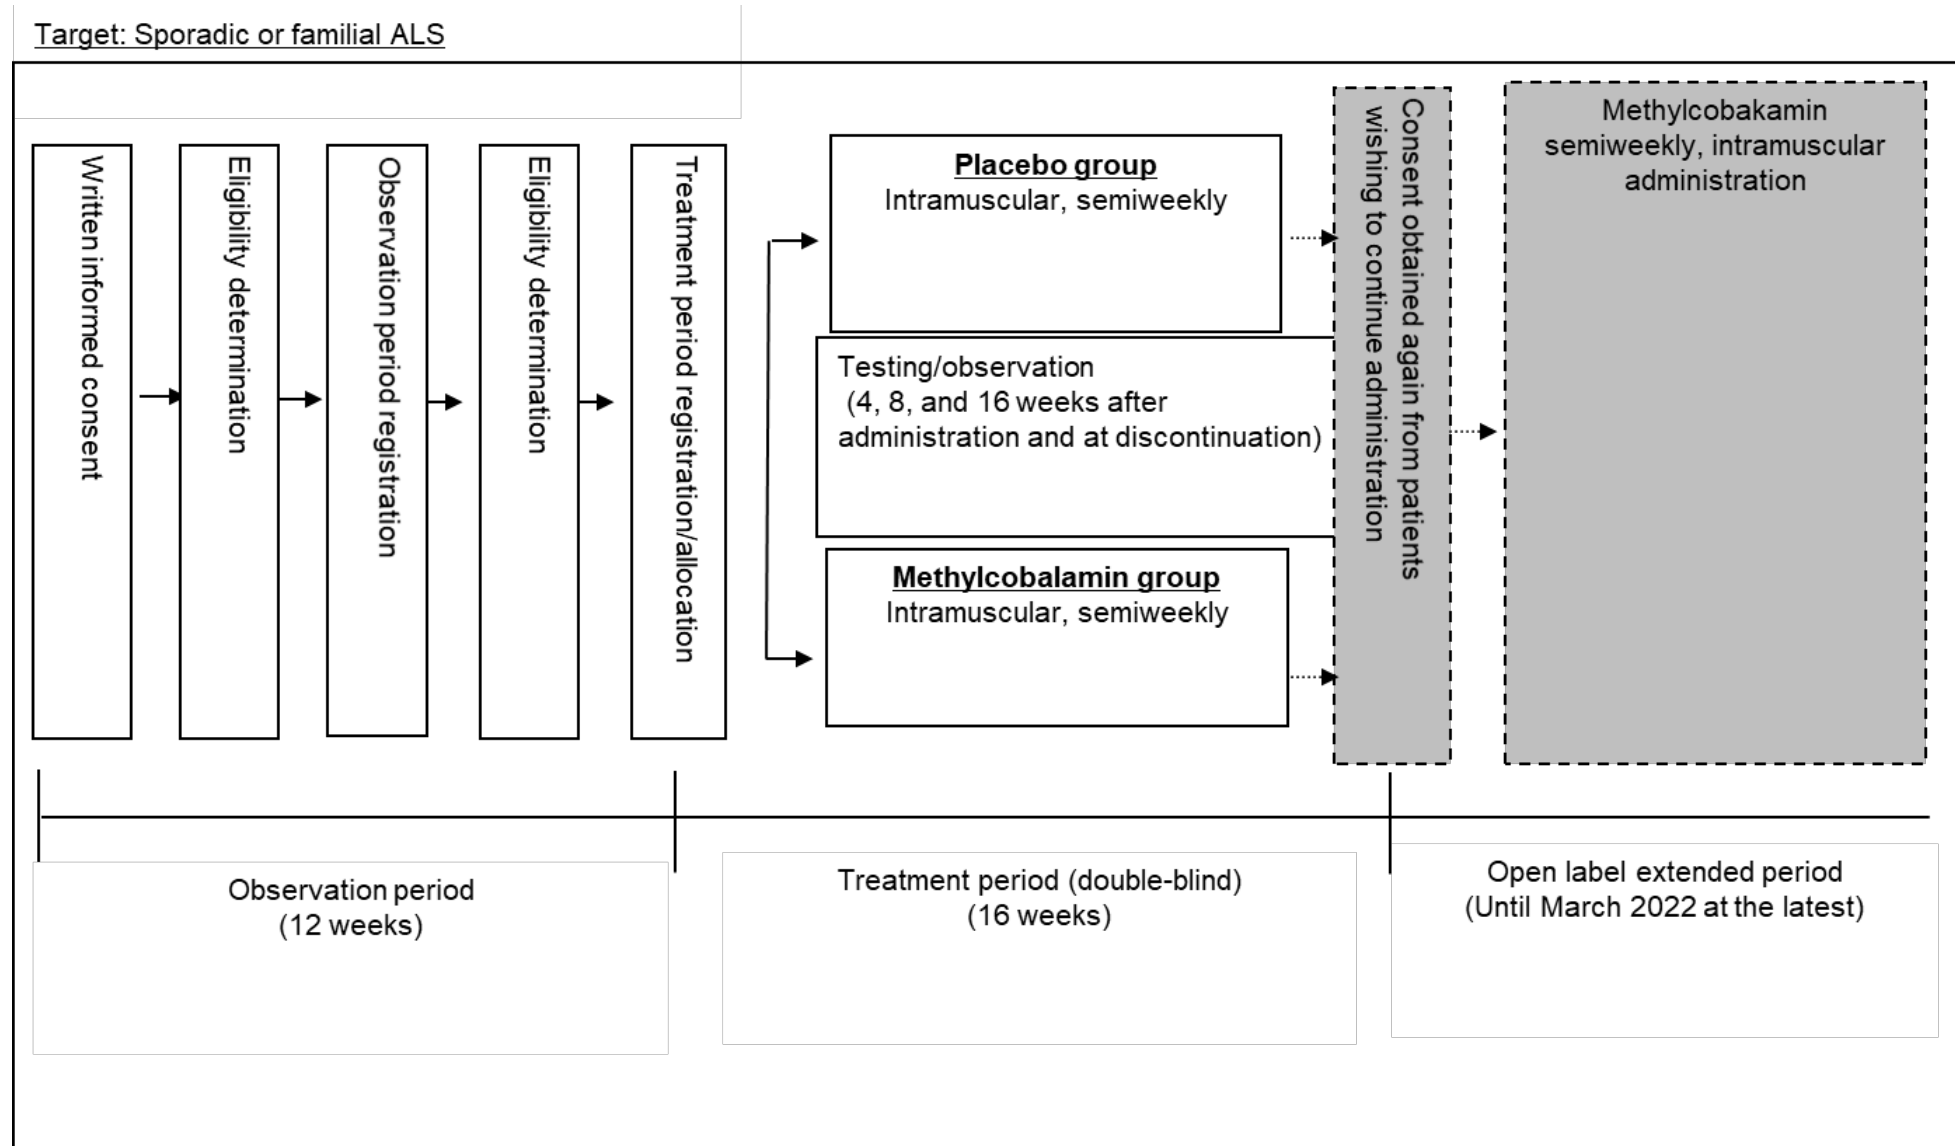 Target: Sporadic or familial ALS
Written informed consent
Eligibility determination
Observation period registration
Eligibility determination
Treatment period registration/allocation
Placebo group
Intramuscular, semiweekly
Testing/observation
(4, 8, and 16 weeks after
administration and at discontinuation)
Methylcobalamin group
Intramuscular, semiweekly
Consent obtained again from patients
wishing to continue administration
Methylcobakamin
semiweekly, intramuscular
administration
Observation period
(12 weeks)
Treatment period (double-blind)
(16 weeks)
Open label extended period
(Until March 2022 at the latest)